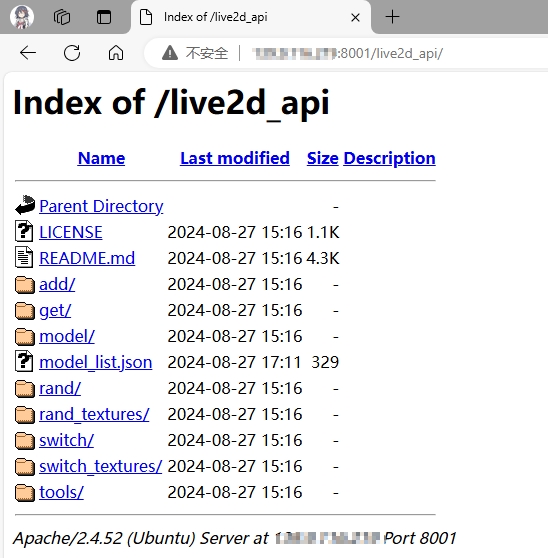 Index of /live2d_api
不安全 :8001/live2d_api/
Index of /live2d_api
Name Last modified Size Description
Parent Directory -
LICENSE 2024-08-27 15:16 1.1K
README.md 2024-08-27 15:16 4.3K
add/ 2024-08-27 15:16 -
get/ 2024-08-27 15:16 -
model/ 2024-08-27 15:16 -
model_list.json 2024-08-27 17:11 329
rand/ 2024-08-27 15:16 -
rand_textures/ 2024-08-27 15:16 -
switch/ 2024-08-27 15:16 -
switch_textures/ 2024-08-27 15:16 -
tools/ 2024-08-27 15:16 -
Apache/2.4.52 (Ubuntu) Server at Port 8001